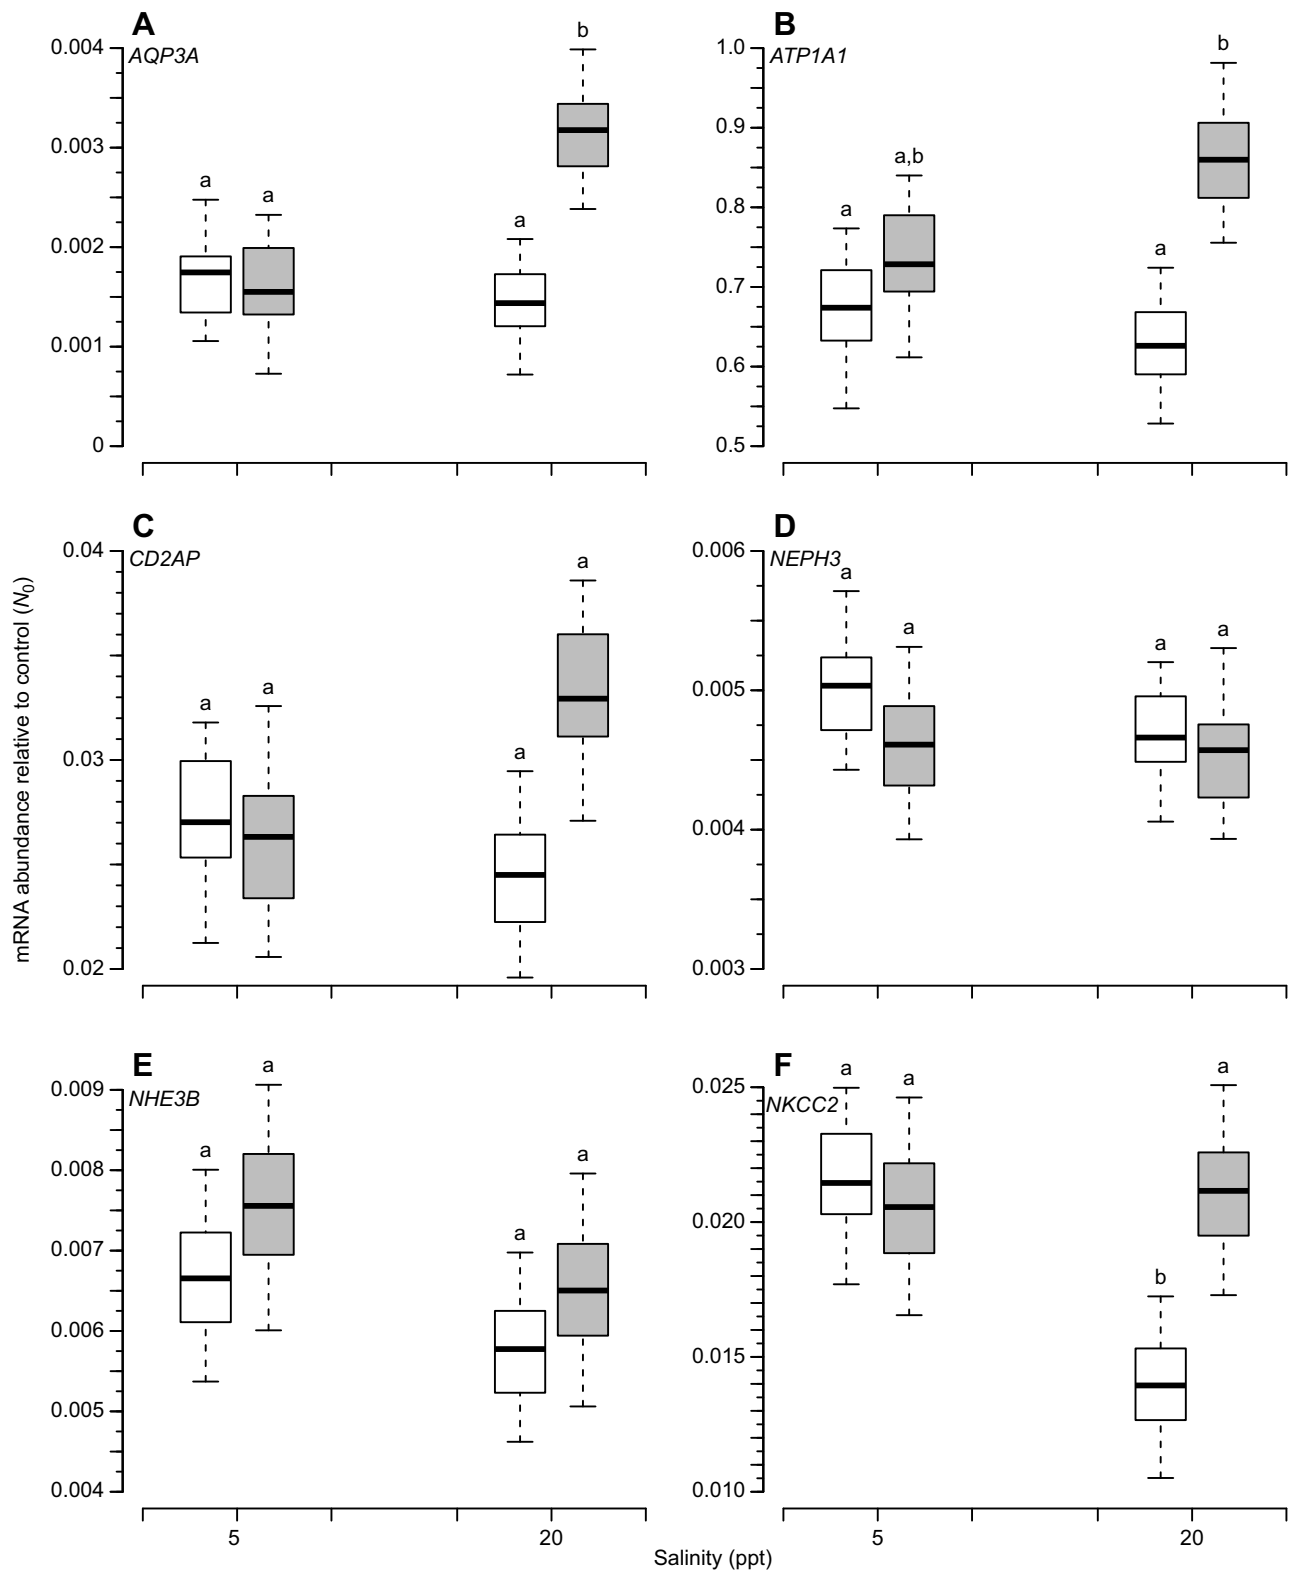 A
AQP3A
0.004
0.003
0.002
0.001
0
a
a
a
b
B
ATP1A1
1.0
0.9
0.8
0.7
0.6
0.5
a
a,b
a
b
C
CD2AP
0.04
0.03
0.02
a
a
a
a
D
NEPH3
0.006
0.005
0.004
0.003
a
a
a
a
mRNA abundance relative to control (N0)
E
NHE3B
0.009
0.008
0.007
0.006
0.005
0.004
a
a
a
a
5
20
F
NKCC2
0.025
0.020
0.015
0.010
a
a
b
a
5
20
Salinity (ppt)